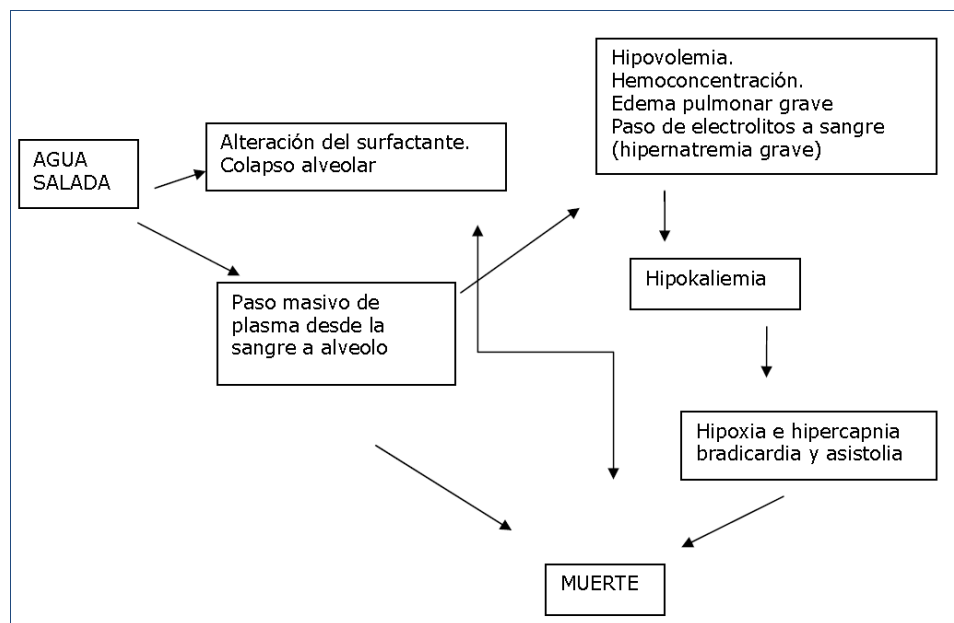 AGUA
SALADA
Alteración del surfactante.
Colapso alveolar
Hipovolemia.
Hemoconcentración.
Edema pulmonar grave
Paso de electrolitos a sangre
(hipernatremia grave)
Paso masivo de
plasma desde la
sangre a alveolo
Hipokaliemia
Hipoxia e hipercapnia
bradicardia y asistolia
MUERTE